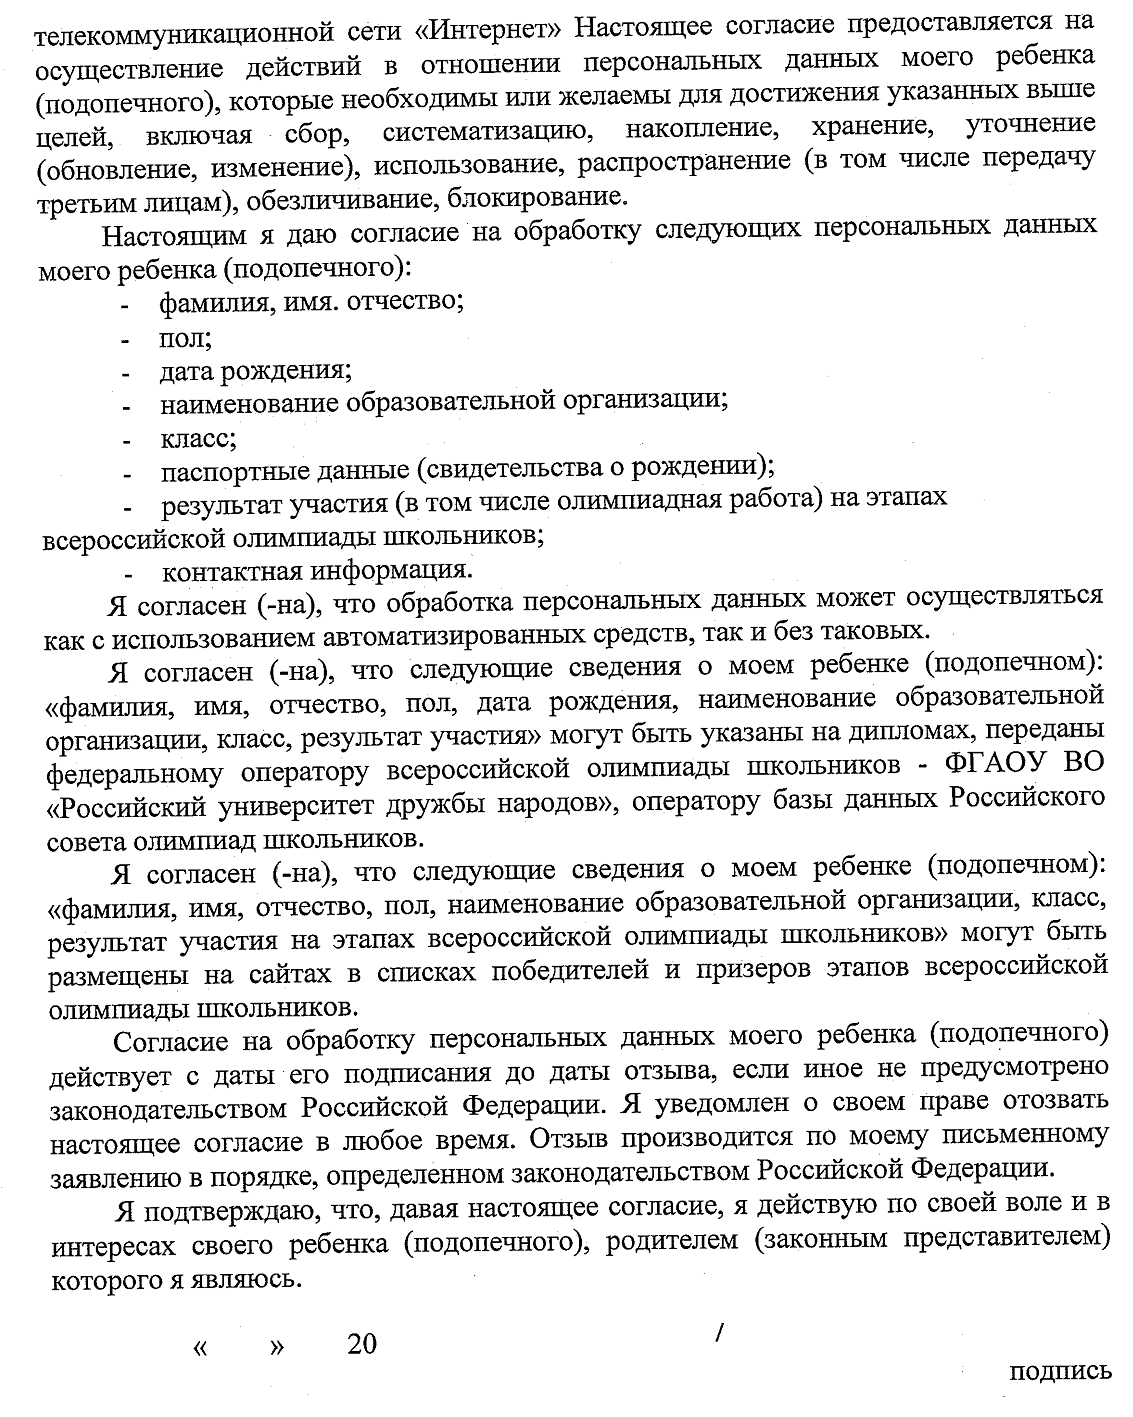 телекоммуникационной сети «Интернет» Настоящее согласие предоставляется на
осуществление действий в отношении персональных данных моего ребенка
(подопечного), которые необходимы или желаемы для достижения указанных выше
целей, включая сбор, систематизацию, накопление, хранение, уточнение
(обновление, изменение), использование, распространение (в том числе передачу
третьим лицам), обезличивание, блокирование.
Настоящим я даю согласие на обработку следующих персональных данных
моего ребенка (подопечного):
- фамилия, имя. отчество;
- пол;
- дата рождения;
- наименование образовательной организации;
- класс;
- паспортные данные (свидетельства о рождении);
- результат участия (в том числе олимпиадная работа) на этапах
всероссийской олимпиады школьников;
- контактная информация.
Я согласен (-на), что обработка персональных данных может осуществляться
как с использованием автоматизированных средств, так и без таковых.
Я согласен (-на), что следующие сведения о моем ребенке (подопечном):
«фамилия, имя, отчество, пол, дата рождения, наименование образовательной
организации, класс, результат участия» могут быть указаны на дипломах, переданы
федеральному оператору всероссийской олимпиады школьников - ФГАОУ ВО
«Российский университет дружбы народов», оператору базы данных Российского
совета олимпиад школьников.
Я согласен (-на), что следующие сведения о моем ребенке (подопечном):
«фамилия, имя, отчество, пол, наименование образовательной организации, класс,
результат участия на этапах всероссийской олимпиады школьников» могут быть
размещены на сайтах в списках победителей и призеров этапов всероссийской
олимпиады школьников.
Согласие на обработку персональных данных моего ребенка (подопечного)
действует с даты его подписания до даты отзыва, если иное не предусмотрено
законодательством Российской Федерации. Я уведомлен о своем праве отозвать
настоящее согласие в любое время. Отзыв производится по моему письменному
заявлению в порядке, определенном законодательством Российской Федерации.
Я подтверждаю, что, давая настоящее согласие, я действую по своей воле и в
интересах своего ребенка (подопечного), родителем (законным представителем)
которого я являюсь.
« » 20 /
подпись